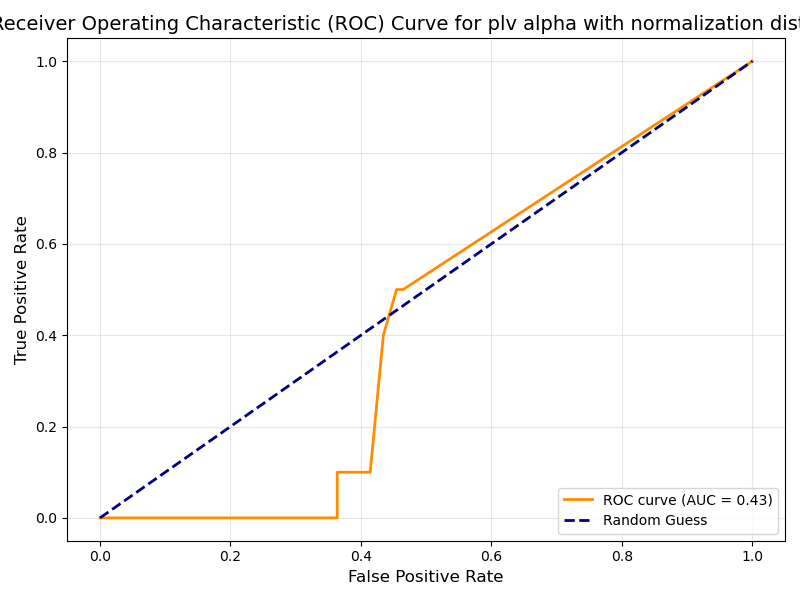 Receiver Operating Characteristic (ROC) Curve for plv alpha with normalization dist
1.0
0.8
0.6
0.4
0.2
0.0
True Positive Rate
0.0 0.2 0.4 0.6 0.8 1.0
False Positive Rate
ROC curve (AUC = 0.43)
Random Guess